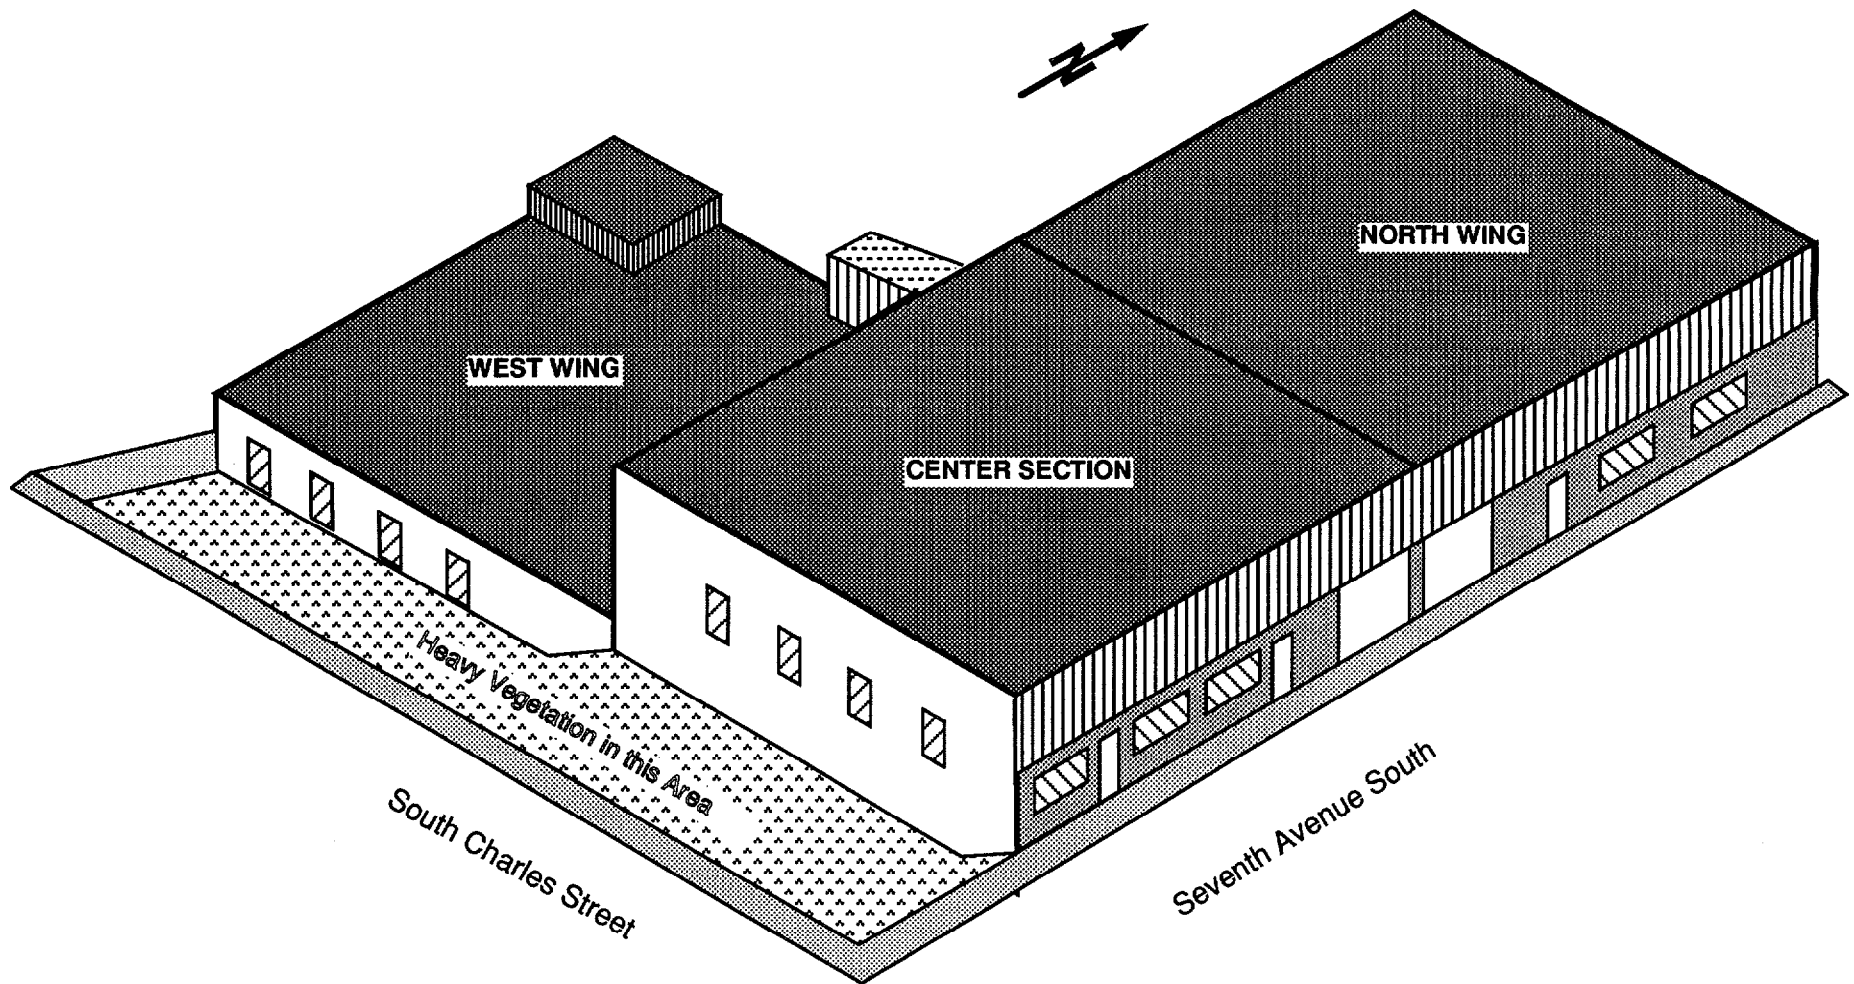 N
NORTH WING
WEST WING
CENTER SECTION
Heavy Vegetation in this Area
South Charles Street
Seventh Avenue South